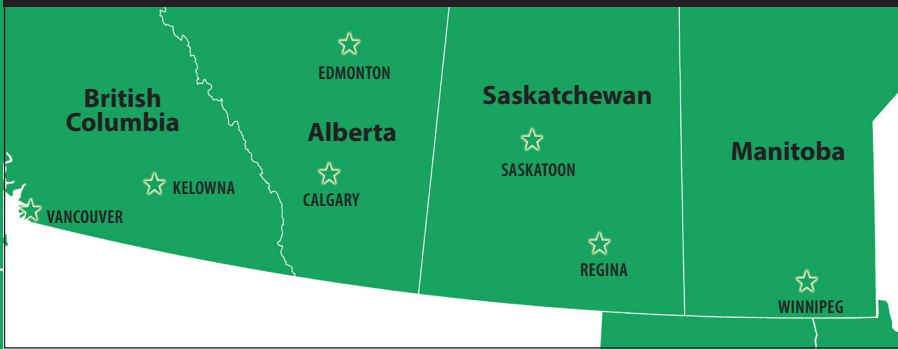 EDMONTON
British
Columbia
Saskatchewan
Alberta
Manitoba
SASKATOON
KELOWNA
CALGARY
VANCOUVER
REGINA
WINNIPEG